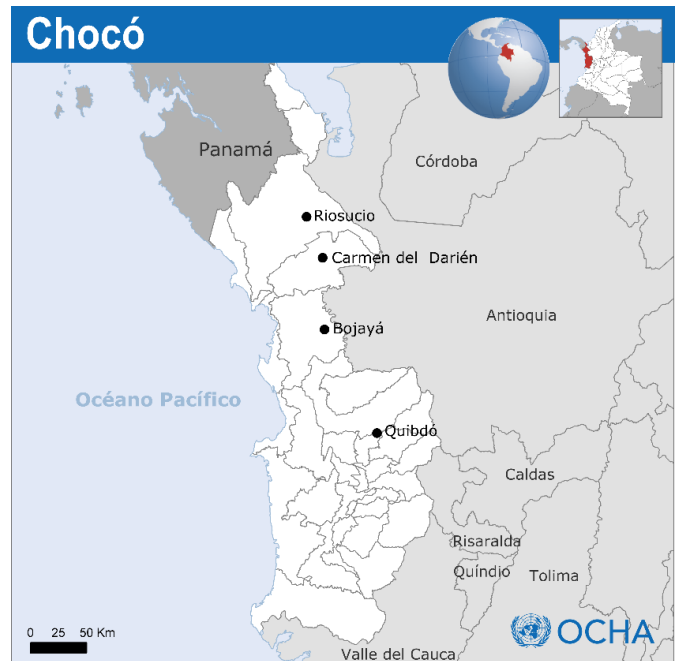 Chocó
Panamá
Córdoba
Riosucio
Carmen del Darién
Antioquia
Bojayá
Océano Pacífico
Quibdó
Caldas
Risaralda
Quíndio
Tolima
0 25 50 Km
OCHA
Valle del Cauca